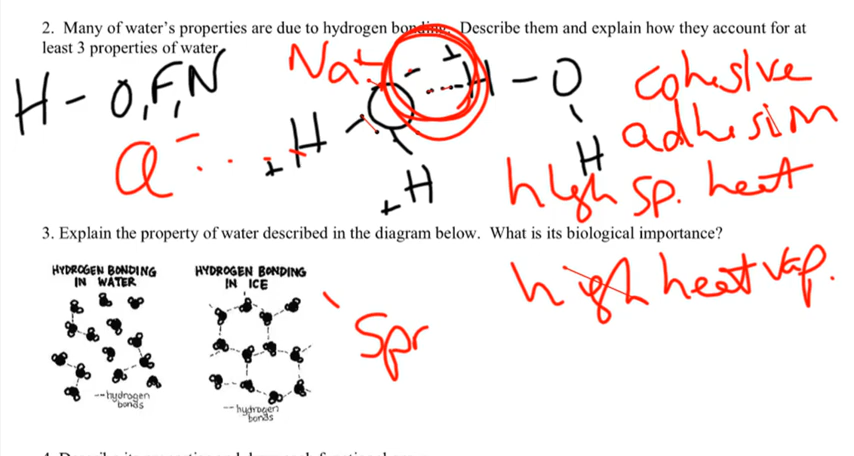 2. Many of water's properties are due to hydrogen bonding. Describe them and explain how they account for at
least 3 properties of water.
H - O, F, N
Na+
- +
H - O
H
+ H
+ H
cohesive
adhesion
high sp. heat
high heat vap.
3. Explain the property of water described in the diagram below. What is its biological importance?
HYDROGEN BONDING
IN WATER
-- hydrogen
bonds
HYDROGEN BONDING
IN ICE
-- hydrogen
bonds
Spr